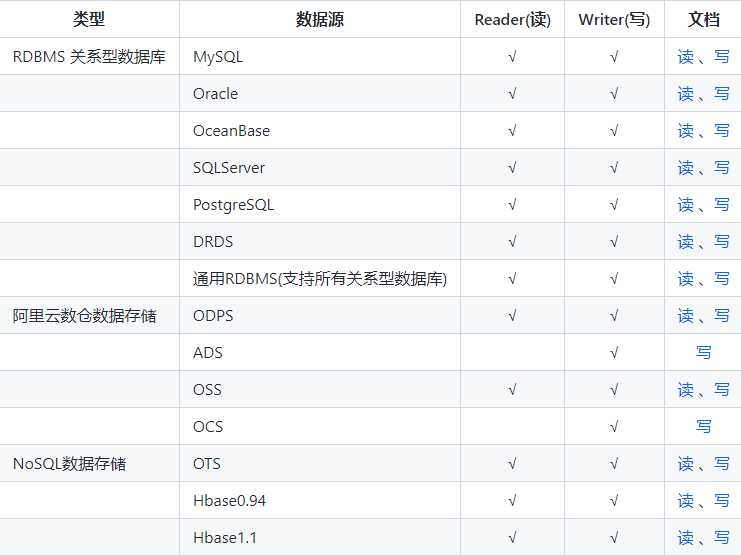 类型 数据源 Reader(读) Writer(写) 文档
RDBMS 关系型数据库 MySQL √ √ 读 、写
Oracle √ √ 读 、写
OceanBase √ √ 读 、写
SQLServer √ √ 读 、写
PostgreSQL √ √ 读 、写
DRDS √ √ 读 、写
通用RDBMS(支持所有关系型数据库) √ √ 读 、写
阿里云数仓数据存储 ODPS √ √ 读 、写
ADS √ 写
OSS √ √ 读 、写
OCS √ 写
NoSQL数据存储 OTS √ √ 读 、写
Hbase0.94 √ √ 读 、写
Hbase1.1 √ √ 读 、写